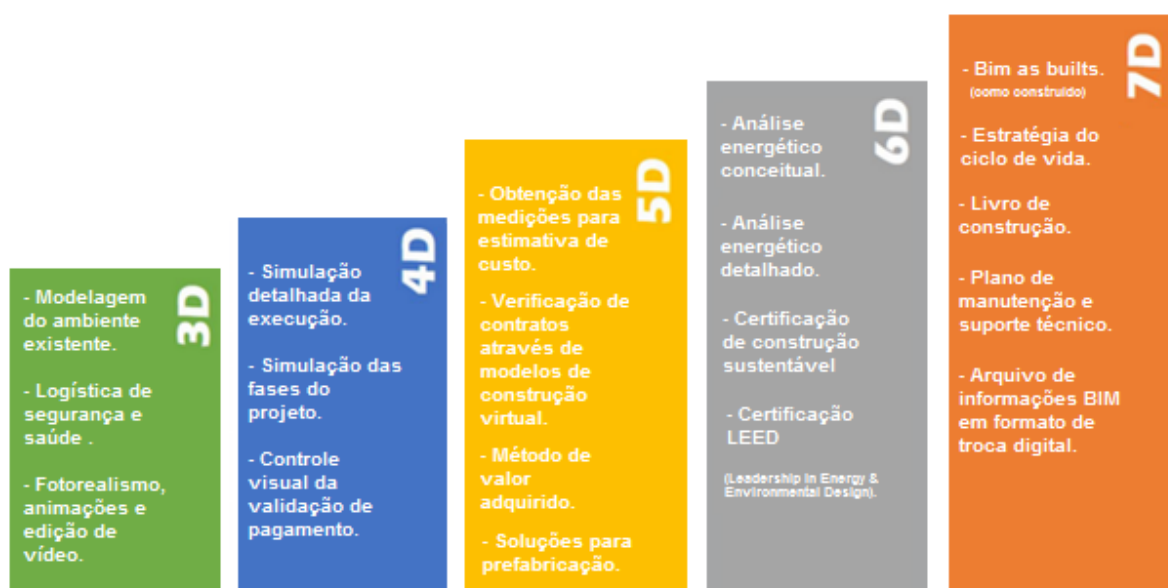 3D
- Modelagem
do ambiente
existente.
- Logística de
segurança e
saúde .
- Fotorealismo,
animações e
edição de
vídeo.
4D
- Simulação
detalhada da
execução.
- Simulação das
fases do
projeto.
- Controle
visual da
validação de
pagamento.
5D
- Obtenção das
medições para
estimativa de
custo.
- Verificação de
contratos
através de
modelos de
construção
virtual.
- Método de
valor
adquirido.
- Soluções para
prefabricação.
6D
- Análise
energético
conceitual.
- Análise
energético
detalhado.
- Certificação
de construção
sustentável
- Certificação
LEED
(Leadership in Energy &
Environmental Design).
7D
- Bim as builts.
(como construído)
- Estratégia do
ciclo de vida.
- Livro de
construção.
- Plano de
manutenção e
suporte técnico.
- Arquivo de
informações BIM
em formato de
troca digital.